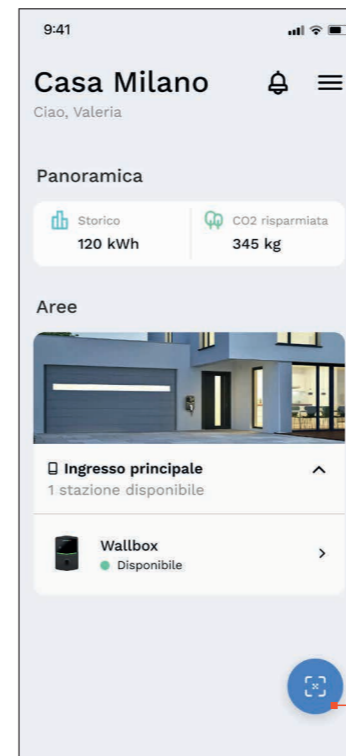 9:41
Casa Milano
Ciao, Valeria
Panoramica
Storico
120 kWh
CO2 risparmiata
345 kg
Aree
Ingresso principale
1 stazione disponibile
Wallbox
Disponibile